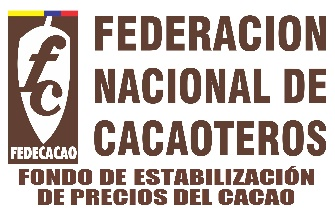 fc
FEDECACAO
FEDERACION
NACIONAL DE
CACAOTEROS
FONDO DE ESTABILIZACIÓN
DE PRECIOS DEL CACAO